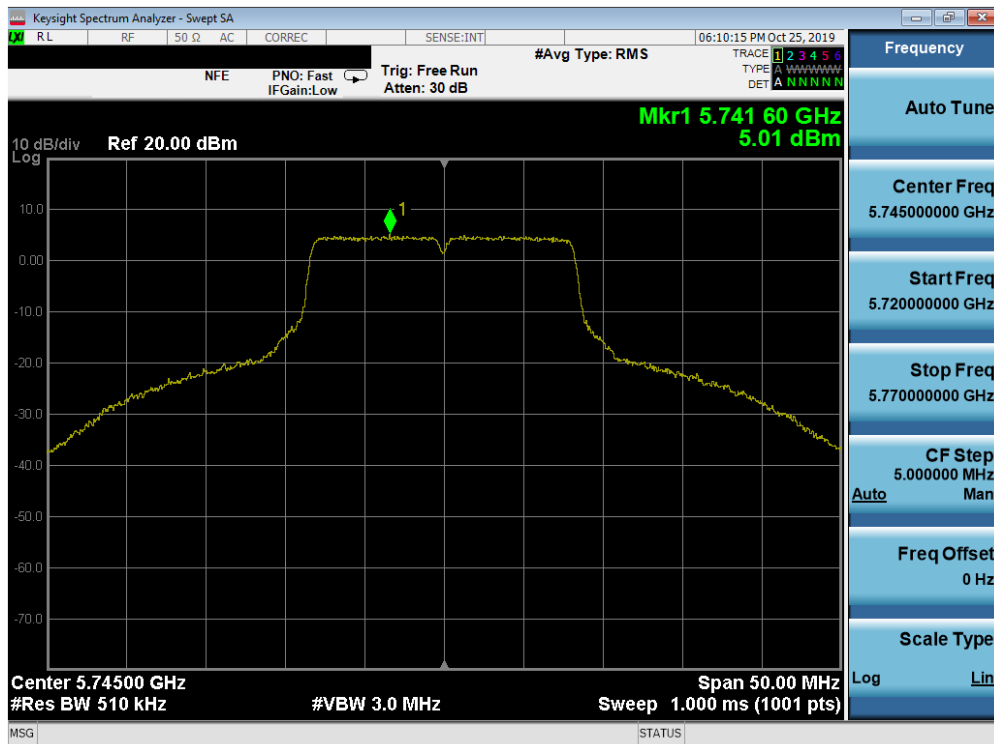 Keysight Spectrum Analyzer - Swept SA
LXI RL RF 50 Ω AC CORREC SENSE:INT 06:10:15 PM Oct 25, 2019
#Avg Type: RMS TRACE 1 2 3 4 5 6
NFE PNO: Fast Trig: Free Run TYPE A WWWWW
IFGain:Low Atten: 30 dB DET A N N N N N
Mkr1 5.741 60 GHz
5.01 dBm
10 dB/div Ref 20.00 dBm
Log
1
10.0
0.00
-10.0
-20.0
-30.0
-40.0
-50.0
-60.0
-70.0
Center 5.74500 GHz Span 50.00 MHz
#Res BW 510 kHz #VBW 3.0 MHz Sweep 1.000 ms (1001 pts)
MSG STATUS
Frequency
Auto Tune
Center Freq
5.745000000 GHz
Start Freq
5.720000000 GHz
Stop Freq
5.770000000 GHz
CF Step
5.000000 MHz
Auto Man
Freq Offset
0 Hz
Scale Type
Log Lin